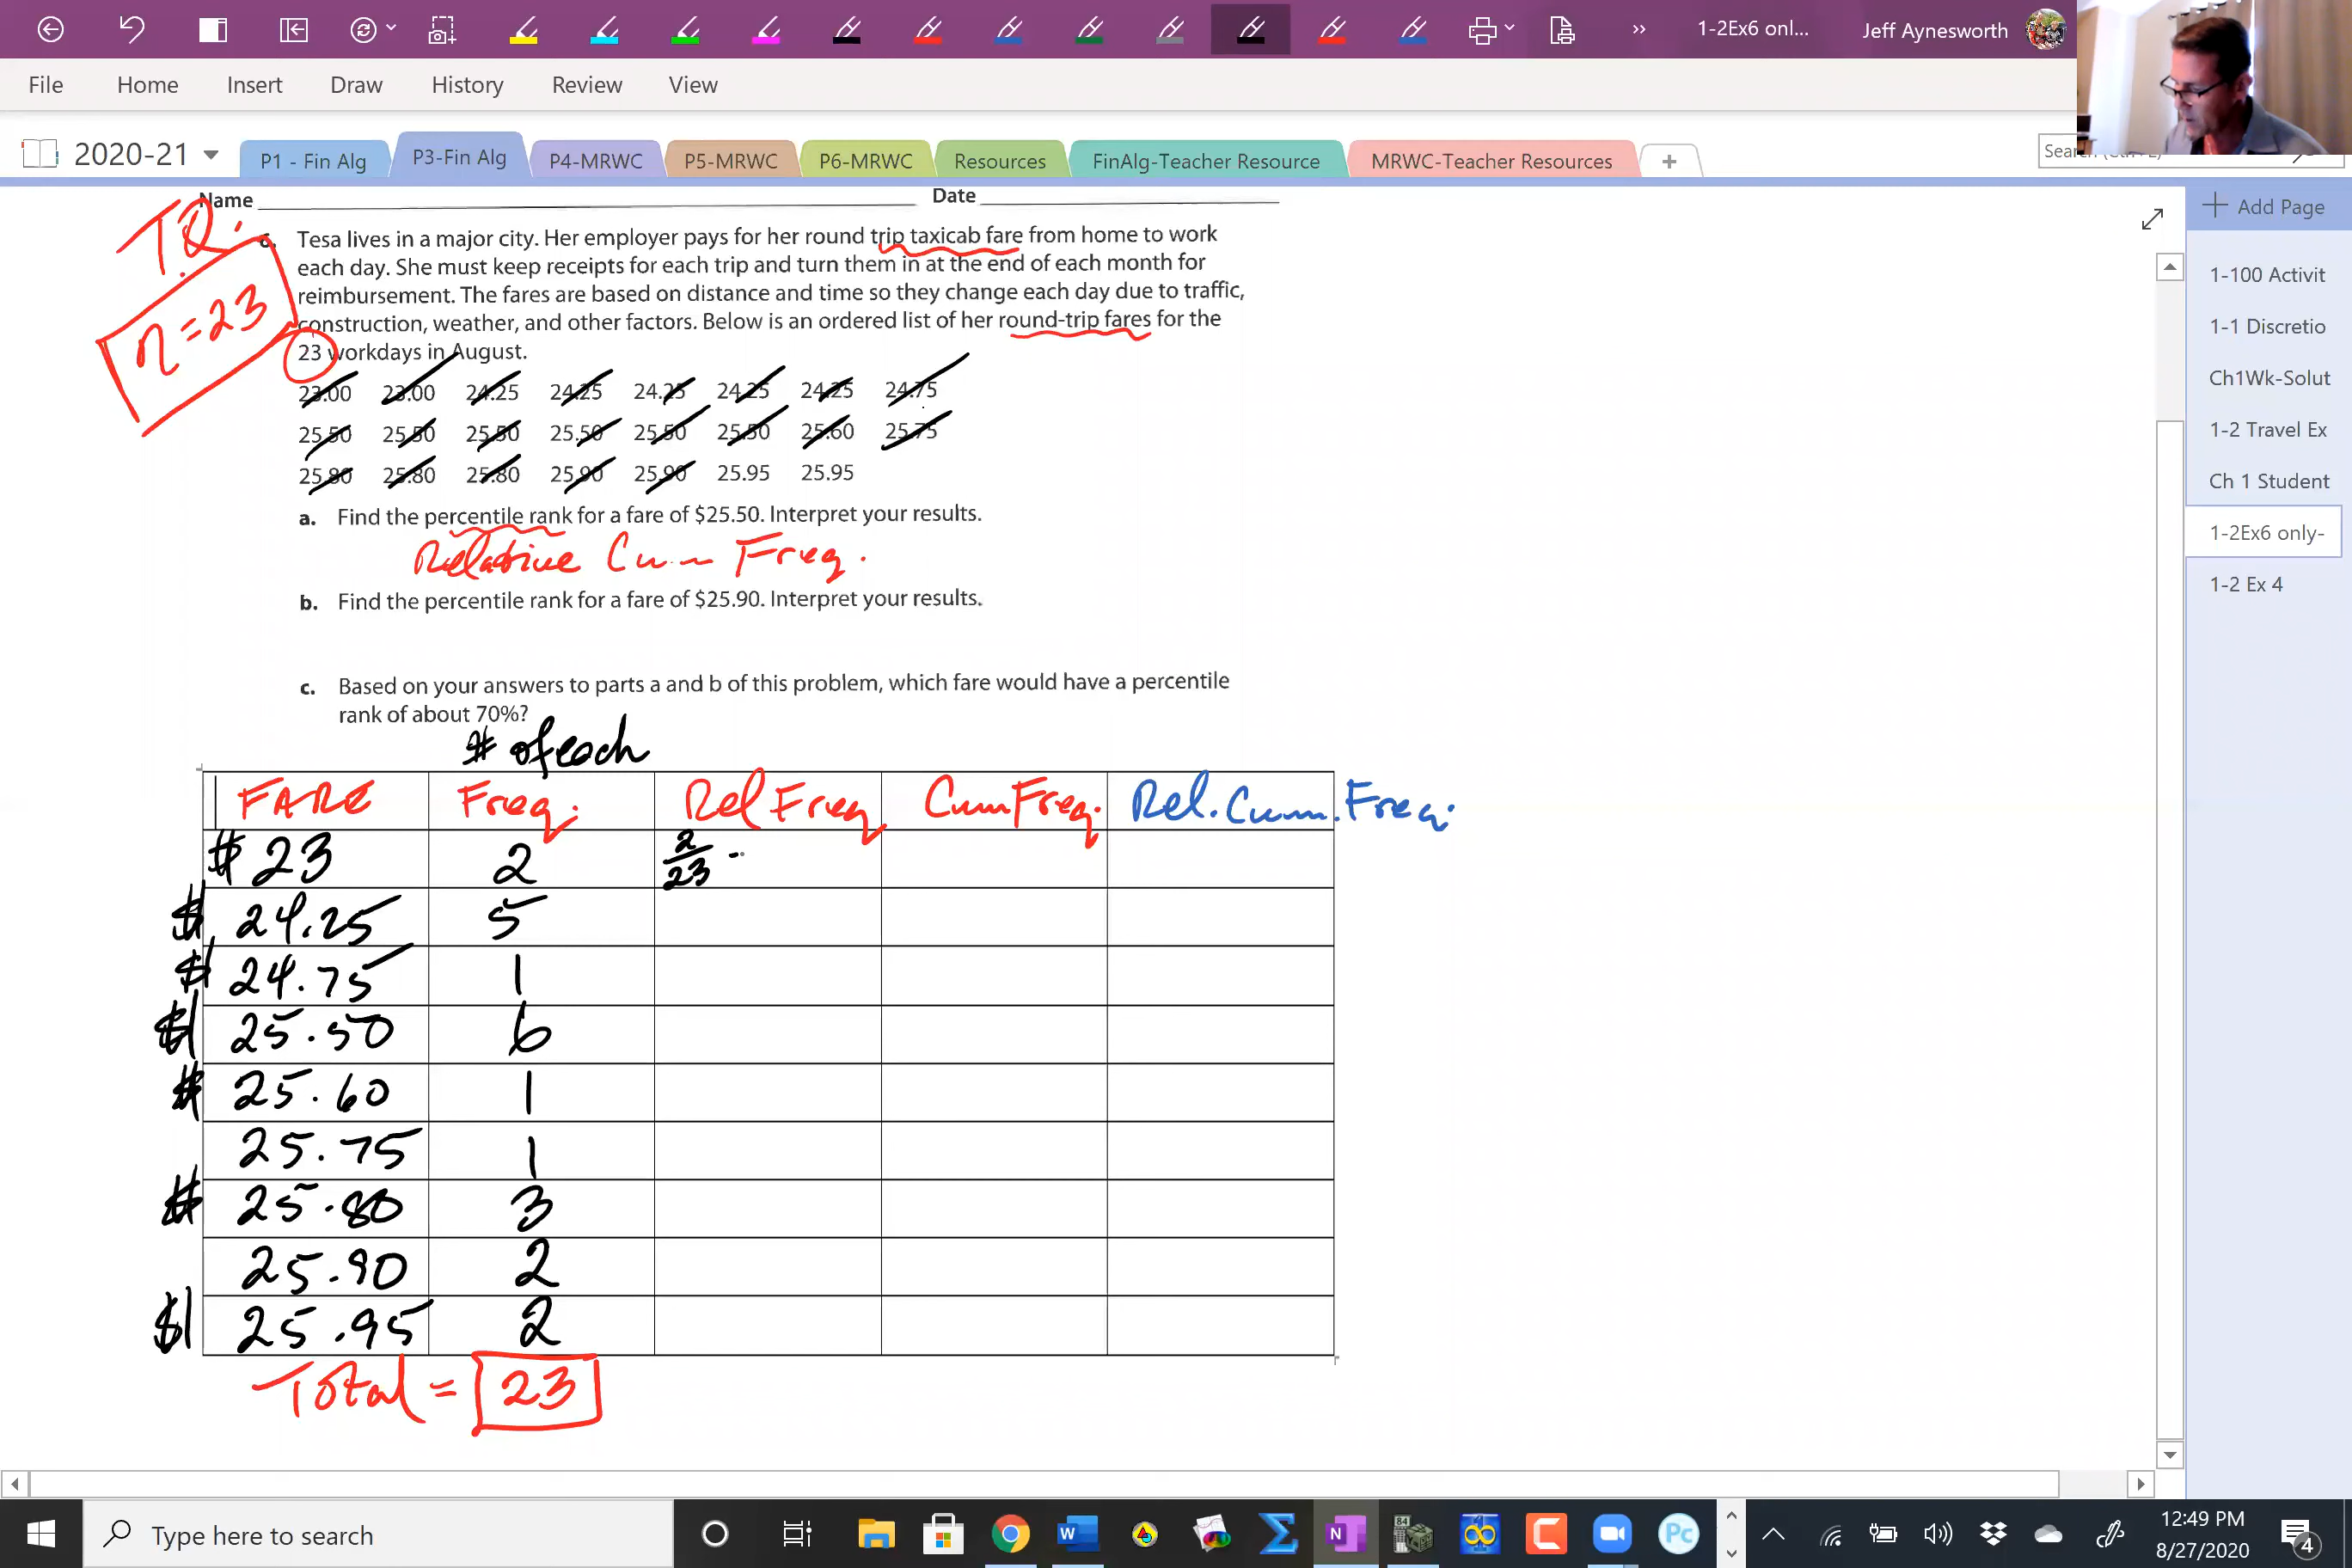 1-2Ex6 onl...
Jeff Aynesworth
File Home Insert Draw History Review View
2020-21
P1 - Fin Alg
P3-Fin Alg
P4-MRWC
P5-MRWC
P6-MRWC
Resources
FinAlg-Teacher Resource
MRWC-Teacher Resources
+
Add Page
1-100 Activit
1-1 Discretio
Ch1Wk-Solut
1-2 Travel Ex
Ch 1 Student
1-2Ex6 only-
1-2 Ex 4
Name Date
n=23
6. Tesa lives in a major city. Her employer pays for her round trip taxicab fare from home to work
each day. She must keep receipts for each trip and turn them in at the end of each month for
reimbursement. The fares are based on distance and time so they change each day due to traffic,
construction, weather, and other factors. Below is an ordered list of her round-trip fares for the
23 workdays in August.
23.00 23.00 24.25 24.25 24.25 24.25 24.25 24.75
25.50 25.50 25.50 25.50 25.50 25.50 25.60 25.75
25.80 25.80 25.80 25.90 25.90 25.95 25.95
a. Find the percentile rank for a fare of $25.50. Interpret your results.
Relative Cum Freq.
b. Find the percentile rank for a fare of $25.90. Interpret your results.
c. Based on your answers to parts a and b of this problem, which fare would have a percentile
rank of about 70%?
# of each
FARE Freq. Rel Freq Cum Freq. Rel. Cum. Freq.
$ 23 2 2/23
$ 24.25 5
$ 24.75 1
$ 25.50 6
$ 25.60 1
25.75 1
$ 25.80 3
25.90 2
$ 25.95 2
Total = 23
Type here to search
12:49 PM
8/27/2020
4